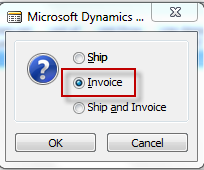 Microsoft Dynamics ...
Ship
Invoice
Ship and Invoice
OK
Cancel